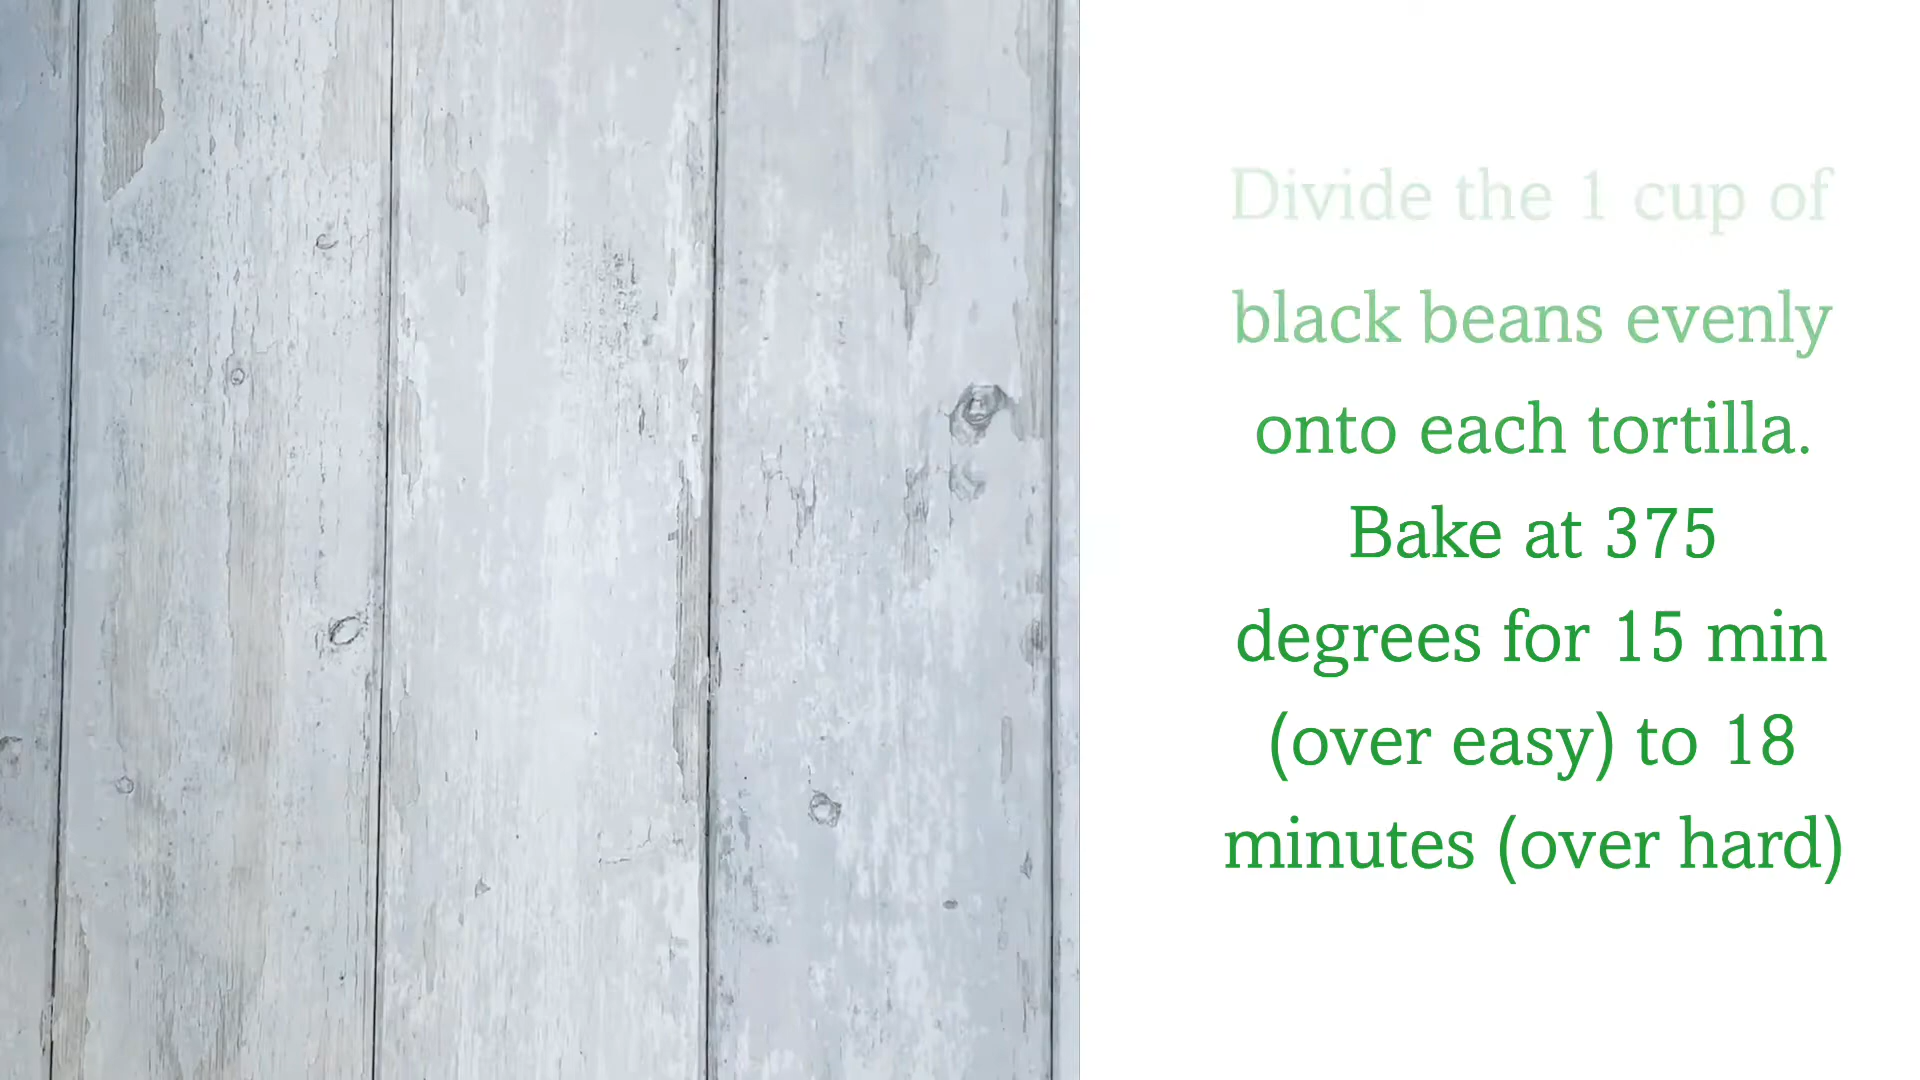 Divide the 1 cup of
black beans evenly
onto each tortilla.
Bake at 375
degrees for 15 min
(over easy) to 18
minutes (over hard)